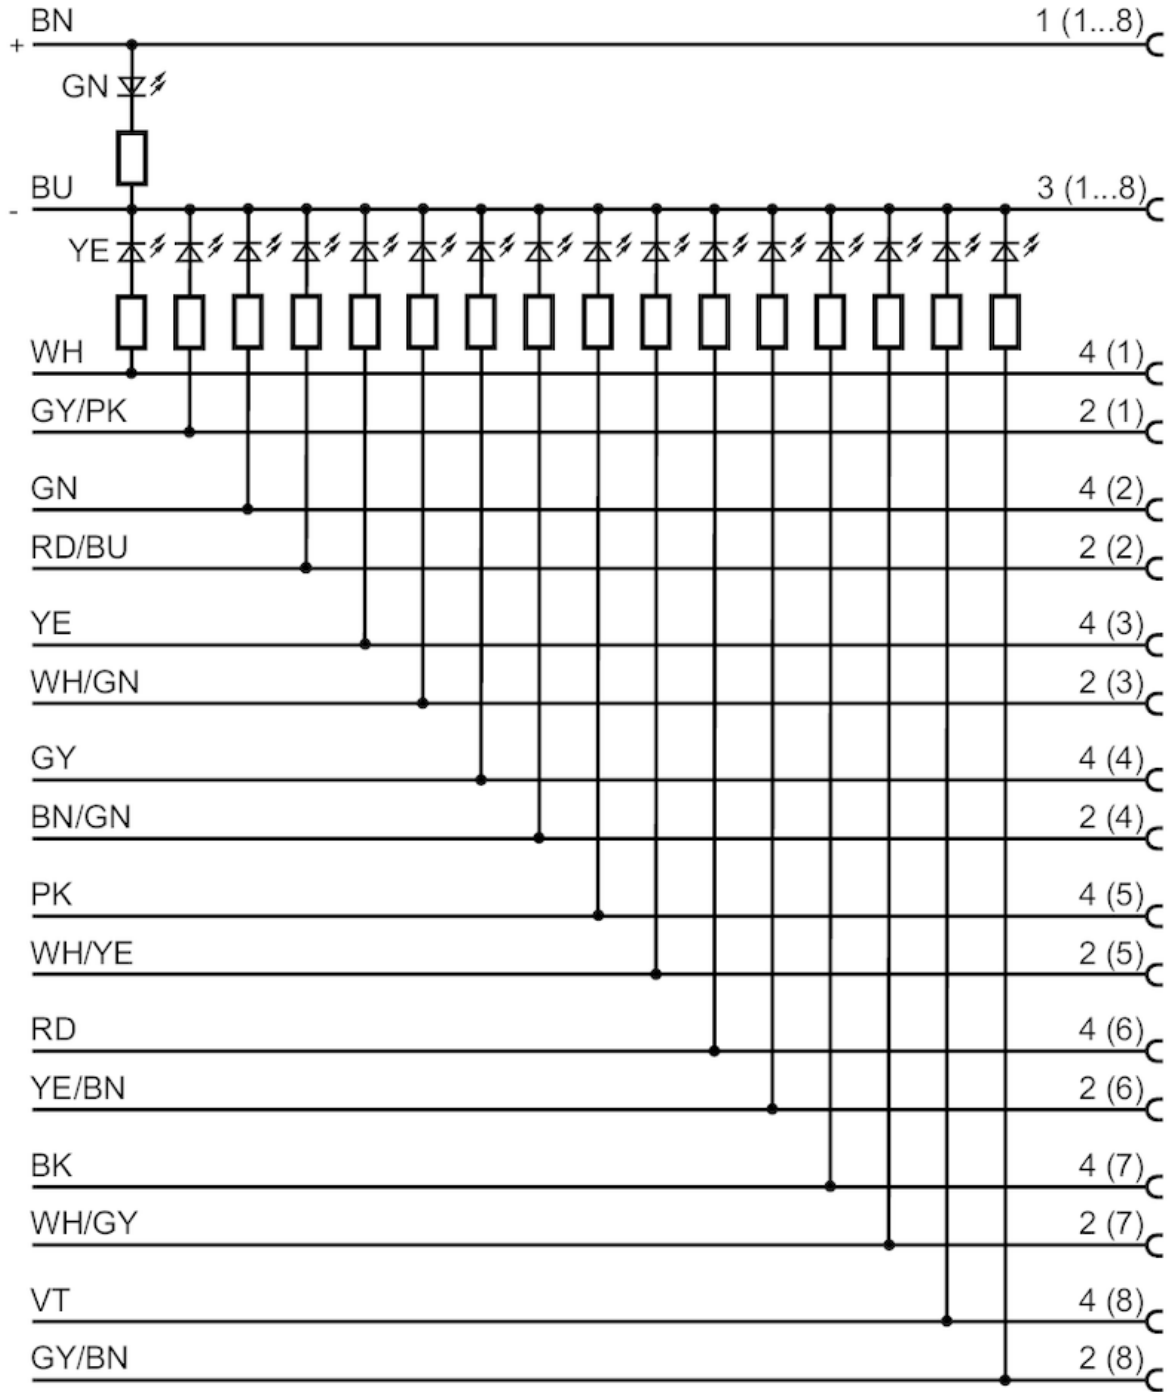 BN 1 (1...8)
+
GN
BU 3 (1...8)
-
YE
WH 4 (1)
GY/PK 2 (1)
GN 4 (2)
RD/BU 2 (2)
YE 4 (3)
WH/GN 2 (3)
GY 4 (4)
BN/GN 2 (4)
PK 4 (5)
WH/YE 2 (5)
RD 4 (6)
YE/BN 2 (6)
BK 4 (7)
WH/GY 2 (7)
VT 4 (8)
GY/BN 2 (8)